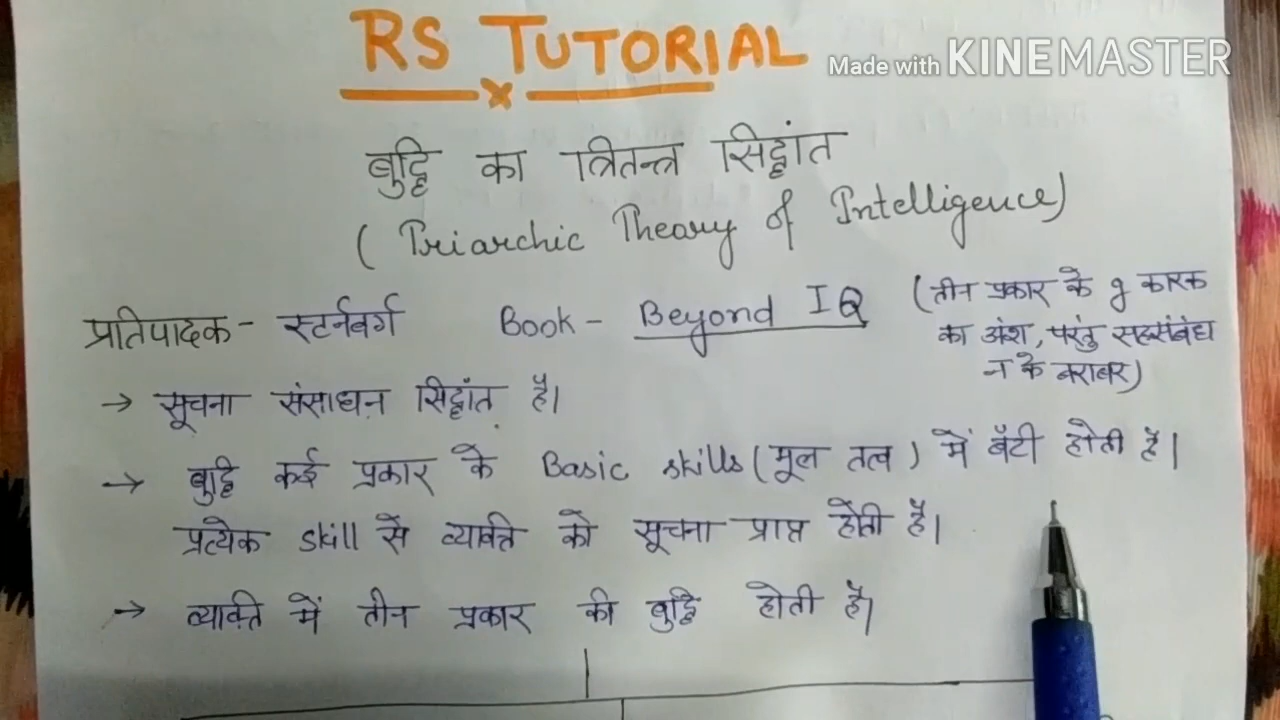 RS TUTORIAL
Made with KINEMASTER
बुद्धि का त्रितन्त्र सिद्धांत
( Triarchic Theory of Intelligence)
प्रतिपादक - स्टर्नबर्ग Book - Beyond IQ (तीन प्रकार के g कारक
का अंश, परंतु सहसंबंध
न के बराबर)
→ सूचना संसाधन सिद्धांत है।
→ बुद्धि कई प्रकार के Basic skills (मूल तत्व) में बँटी होती है।
प्रत्येक skill से व्यक्ति को सूचना प्राप्त होती है।
→ व्यक्ति में तीन प्रकार की बुद्धि होती है।